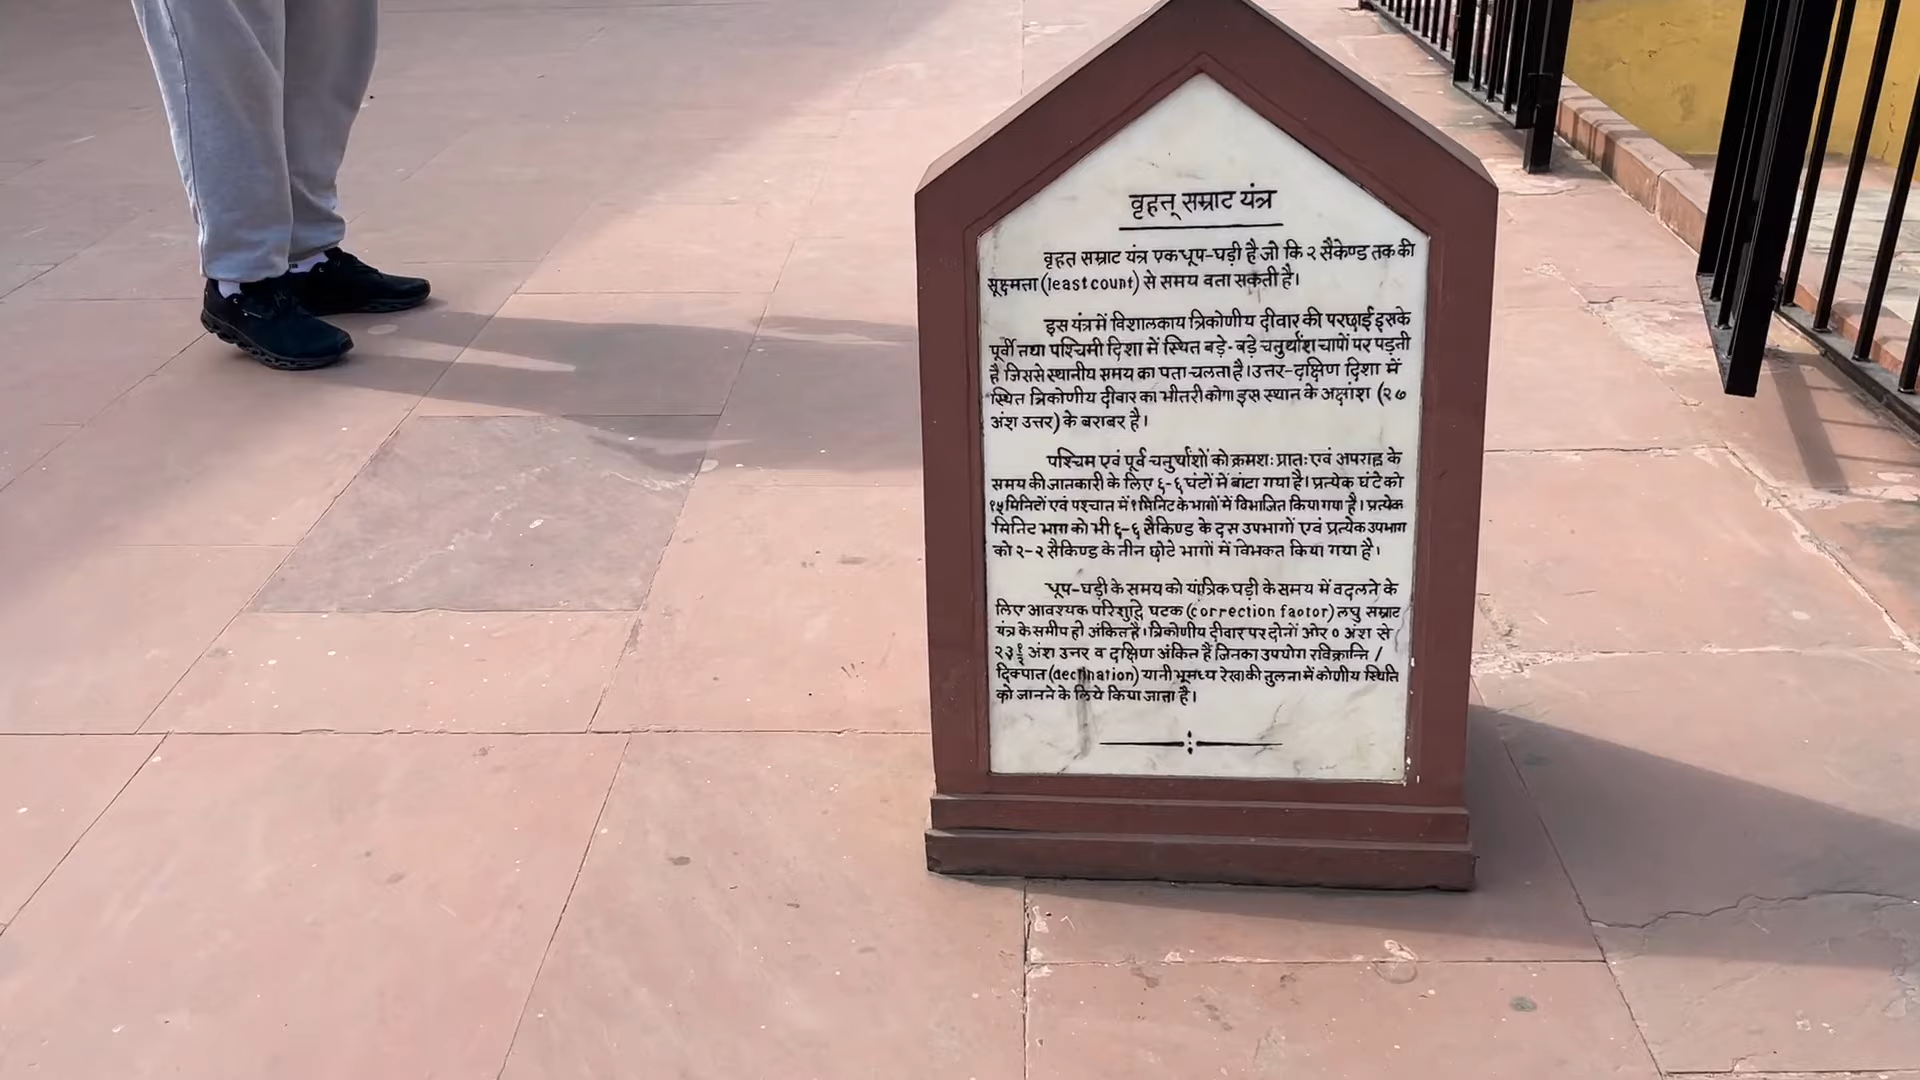 वृहत् सम्राट यंत्र
वृहत सम्राट यंत्र एक धूप-घड़ी है जो कि २ सैकेण्ड तक की
सूक्ष्मता (least count) से समय बता सकती है।
इस यंत्र में विशालकाय त्रिकोणीय दीवार की परछाई इसके
पूर्वी तथा पश्चिमी दिशा में स्थित बड़े-बड़े चतुर्थांश चापों पर पड़ती
है जिससे स्थानीय समय का पता चलता है। उत्तर-दक्षिण दिशा में
स्थित त्रिकोणीय दीवार का भीतरी कोण इस स्थान के अक्षांश (२७
अंश उत्तर) के बराबर है।
पश्चिम एवं पूर्व चतुर्थांशों को क्रमशः प्रातः एवं अपराह्न के
समय की जानकारी के लिए ६-६ घंटों में बांटा गया है। प्रत्येक घंटे को
१५ मिनिटों एवं पश्चात में १ मिनिट के भागों में विभाजित किया गया है। प्रत्येक
मिनिट भाग को भी ६-६ सैकिण्ड के दस उपभागों एवं प्रत्येक उपभाग
को २-२ सैकिण्ड के तीन छोटे भागों में विभक्त किया गया है।
धूप-घड़ी के समय को यांत्रिक घड़ी के समय में बदलने के
लिए आवश्यक परिशुद्धि घटक (correction factor) लघु सम्राट
यंत्र के समीप ही अंकित है। त्रिकोणीय दीवार पर दोनों ओर ० अंश से
२३½ अंश उत्तर व दक्षिण अंकित हैं जिनका उपयोग रविक्रान्ति /
दिक्पात (declination) यानी भूमध्य रेखा की तुलना में कोणीय स्थिति
को जानने के लिये किया जाता है।